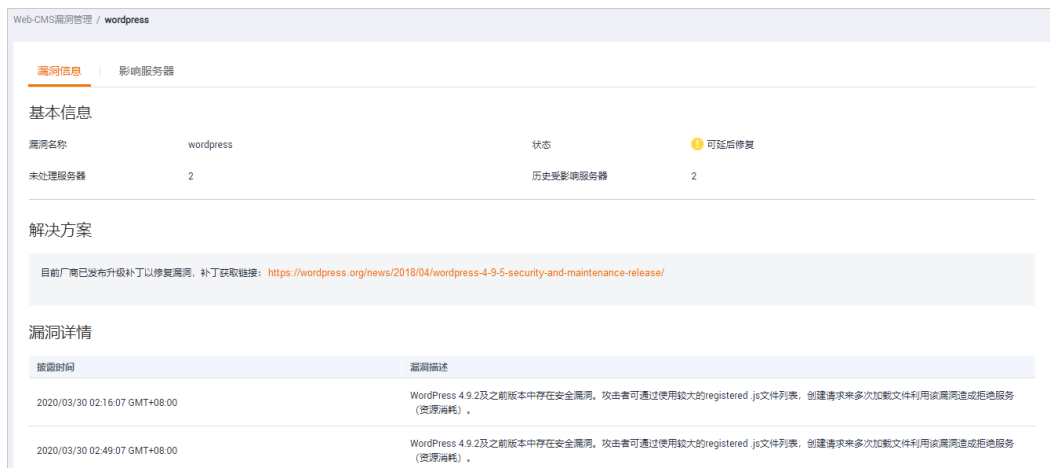 Web-CMS漏洞管理 / wordpress
漏洞信息 | 影响服务器
基本信息
漏洞名称 wordpress 状态 可延后修复
未处理服务器 2 历史受影响服务器 2
解决方案
目前厂商已发布升级补丁以修复漏洞，补丁获取链接：https://wordpress.org/news/2018/04/wordpress-4-9-5-security-and-maintenance-release/
漏洞详情
披露时间 漏洞描述
2020/03/30 02:16:07 GMT+08:00 WordPress 4.9.2及之前版本中存在安全漏洞。攻击者可通过使用较大的registered .js文件列表，创建请求来多次加载文件利用该漏洞造成拒绝服务
（资源消耗）。
2020/03/30 02:49:07 GMT+08:00 WordPress 4.9.2及之前版本中存在安全漏洞。攻击者可通过使用较大的registered .js文件列表，创建请求来多次加载文件利用该漏洞造成拒绝服务
（资源消耗）。